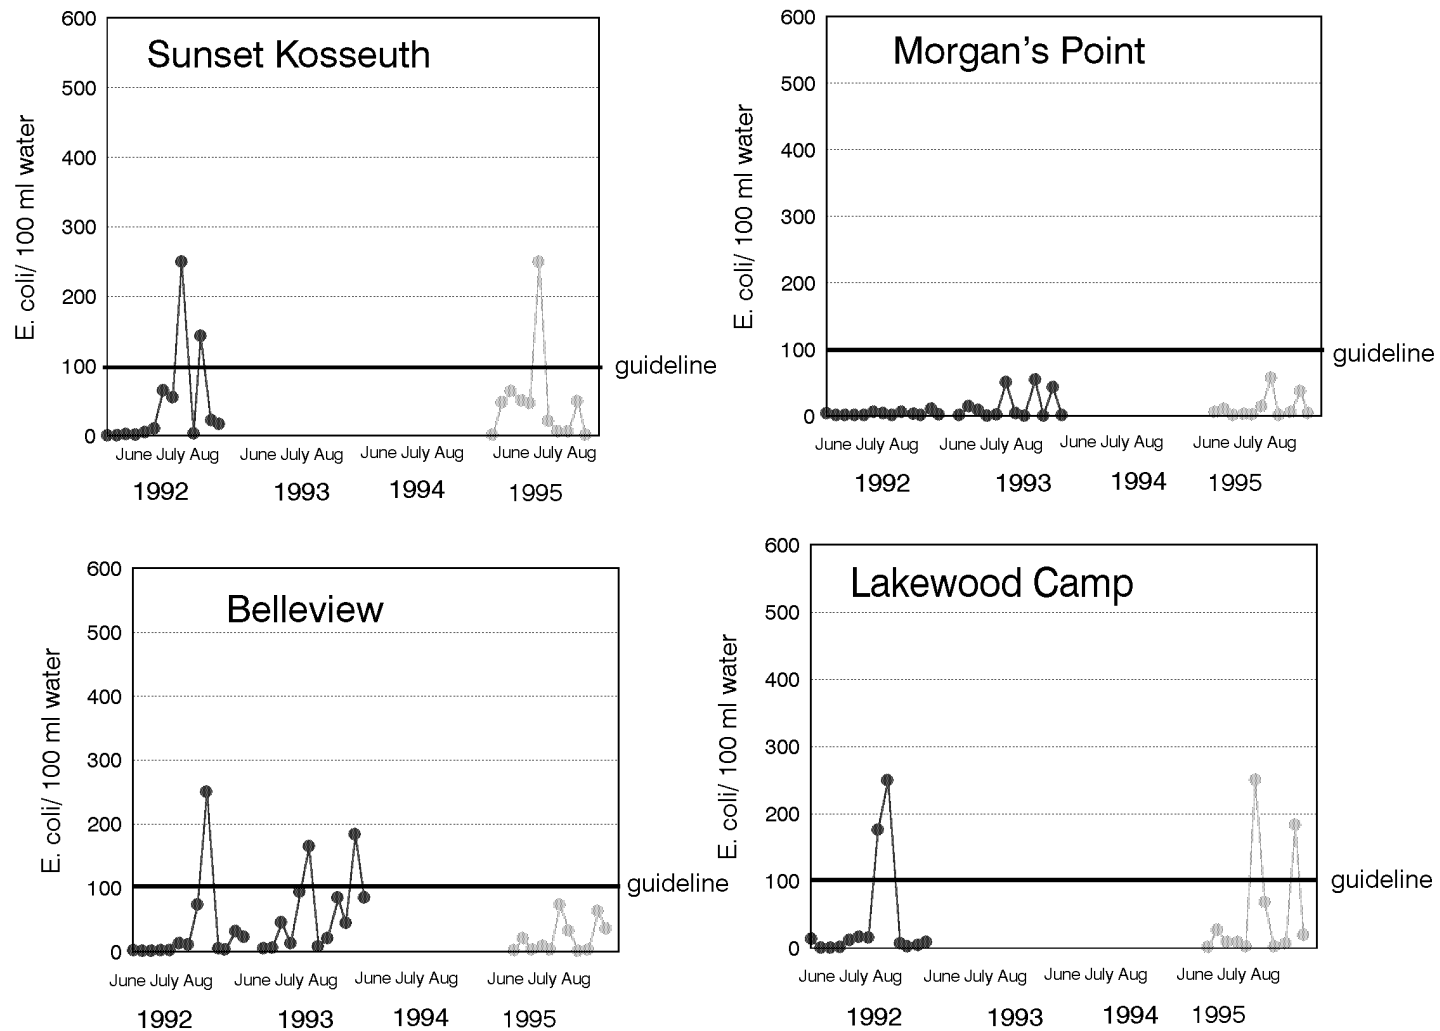 Sunset Kosseuth
E. coli/ 100 ml water
600
500
400
300
200
100
0
guideline
June July Aug June July Aug June July Aug June July Aug
1992 1993 1994 1995
Morgan's Point
E. coli/ 100 ml water
600
500
400
300
200
100
0
guideline
June July Aug June July Aug June July Aug June July Aug
1992 1993 1994 1995
Belleview
E. coli/ 100 ml water
600
500
400
300
200
100
0
guideline
June July Aug June July Aug June July Aug June July Aug
1992 1993 1994 1995
Lakewood Camp
E. coli/ 100 ml water
600
500
400
300
200
100
0
guideline
June July Aug June July Aug June July Aug June July Aug
1992 1993 1994 1995